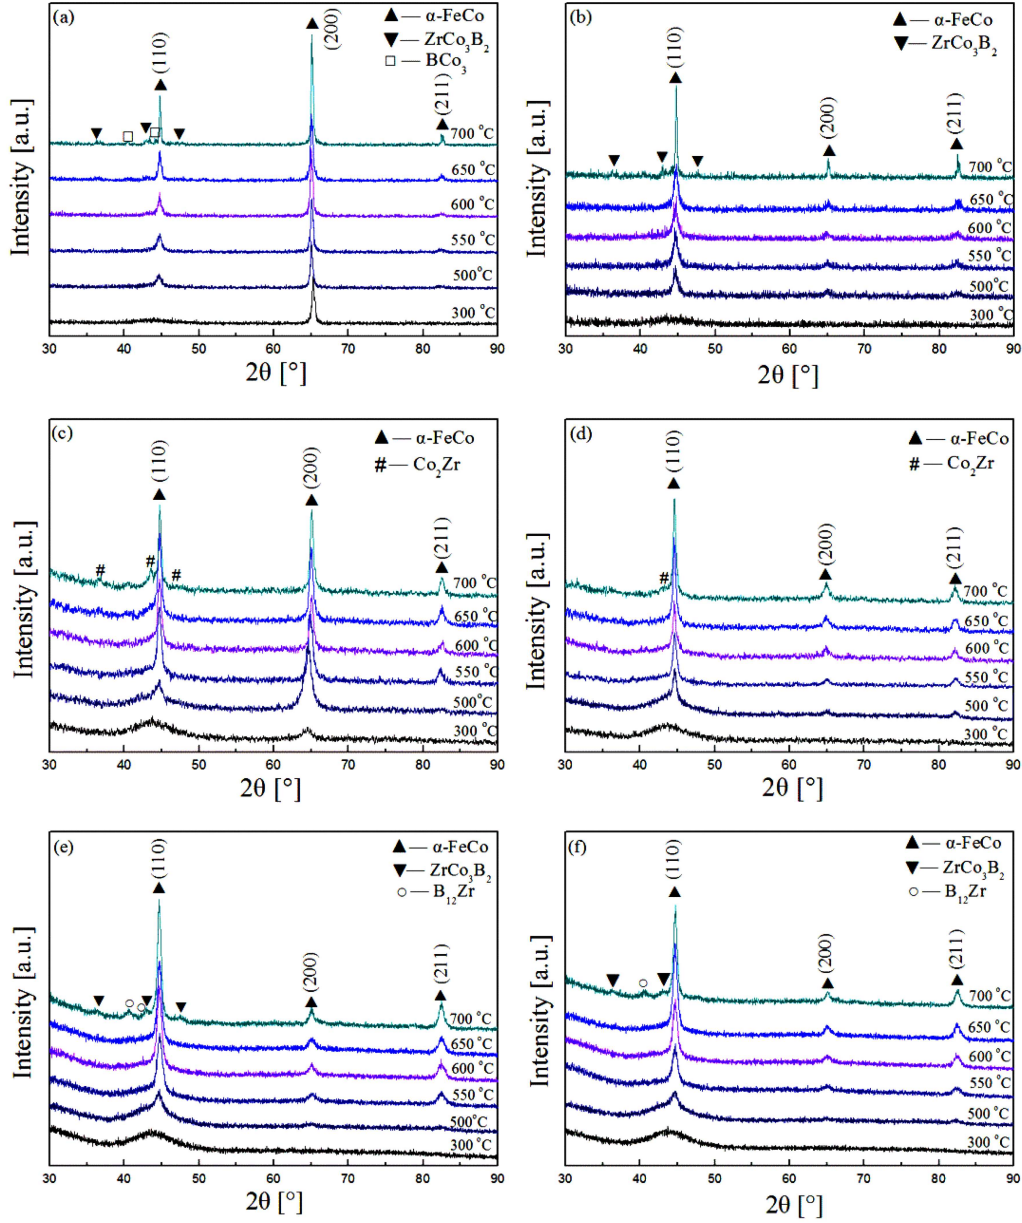 (a)
▲ — α-FeCo
▼ — ZrCo₃B₂
□ — BCo₃
(110)
(200)
(211)
700 °C
650 °C
600 °C
550 °C
500°C
300 °C
Intensity [a.u.]
30 40 50 60 70 80 90
2θ [°]
(b)
▲ — α-FeCo
▼ — ZrCo₃B₂
(110)
(200)
(211)
700 °C
650 °C
600 °C
550 °C
500°C
300 °C
Intensity [a.u.]
30 40 50 60 70 80 90
2θ [°]
(c)
▲ — α-FeCo
# — Co₂Zr
(110)
(200)
(211)
# # #
700 °C
650 °C
600 °C
550 °C
500°C
300 °C
Intensity [a.u.]
30 40 50 60 70 80 90
2θ [°]
(d)
▲ — α-FeCo
# — Co₂Zr
(110)
(200)
(211)
#
700 °C
650 °C
600 °C
550 °C
500 °C
300 °C
Intensity [a.u.]
30 40 50 60 70 80 90
2θ [°]
(e)
▲ — α-FeCo
▼ — ZrCo₃B₂
○ — B₁₂Zr
(110)
(200)
(211)
700 °C
650 °C
600 °C
550 °C
500°C
300 °C
Intensity [a.u.]
30 40 50 60 70 80 90
2θ [°]
(f)
▲ — α-FeCo
▼ — ZrCo₃B₂
○ — B₁₂Zr
(110)
(200)
(211)
700 °C
650 °C
600 °C
550 °C
500 °C
300 °C
Intensity [a.u.]
30 40 50 60 70 80 90
2θ [°]